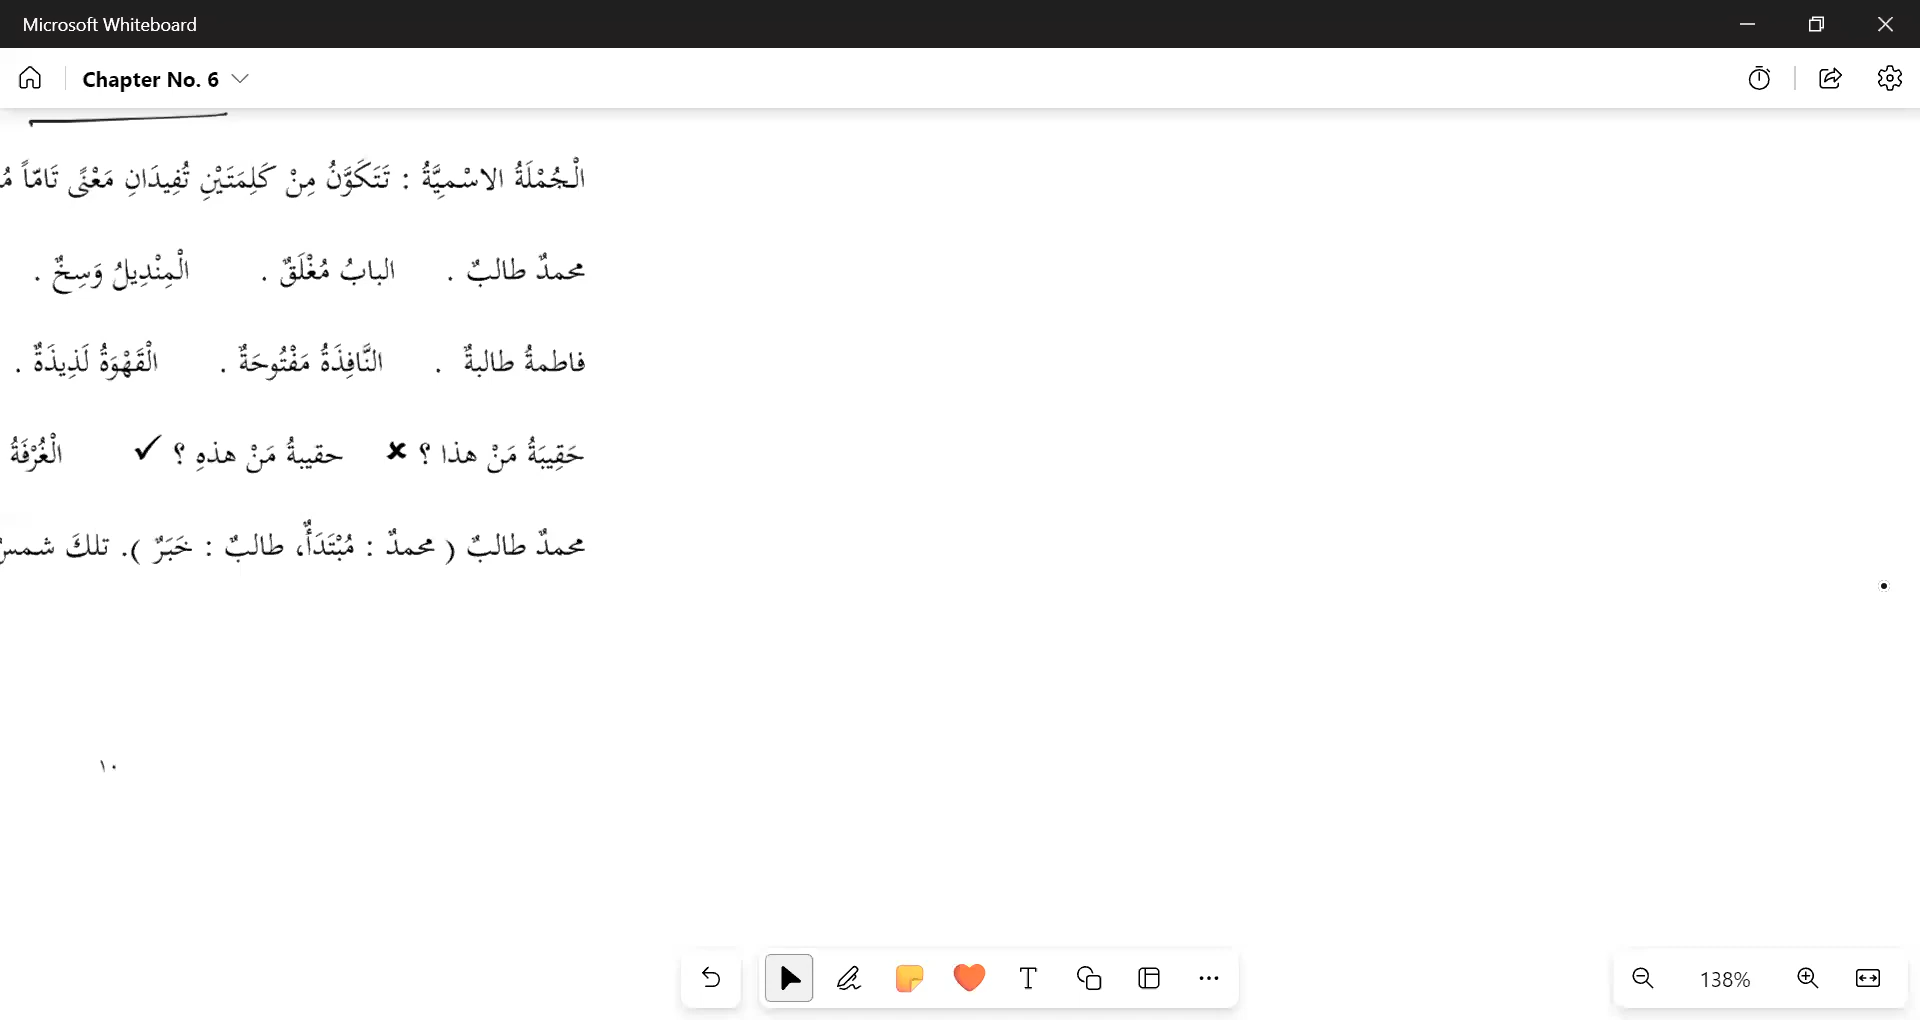 Microsoft Whiteboard
Chapter No. 6
الْجُمْلَةُ الاسْمِيَّةُ : تَتَكَوَّنُ مِنْ كَلِمَتَيْنِ تُفِيدَانِ مَعْنًى تَامّاً
محمدٌ طالبٌ . البابُ مُغْلَقٌ . الْمِنْدِيلُ وَسِخٌ .
فاطمةُ طالبةٌ . النَّافِذَةُ مَفْتُوحَةٌ . الْقَهْوَةُ لَذِيذَةٌ .
حَقِيبَةُ مَنْ هذا ؟ ✖ حقيبةُ مَنْ هذهِ ؟ ✓ الْغُرْفَةُ
محمدٌ طالبٌ ( محمدٌ : مُبْتَدَأٌ، طالبٌ : خَبَرٌ ). تلكَ شمسٌ
١٠
138%